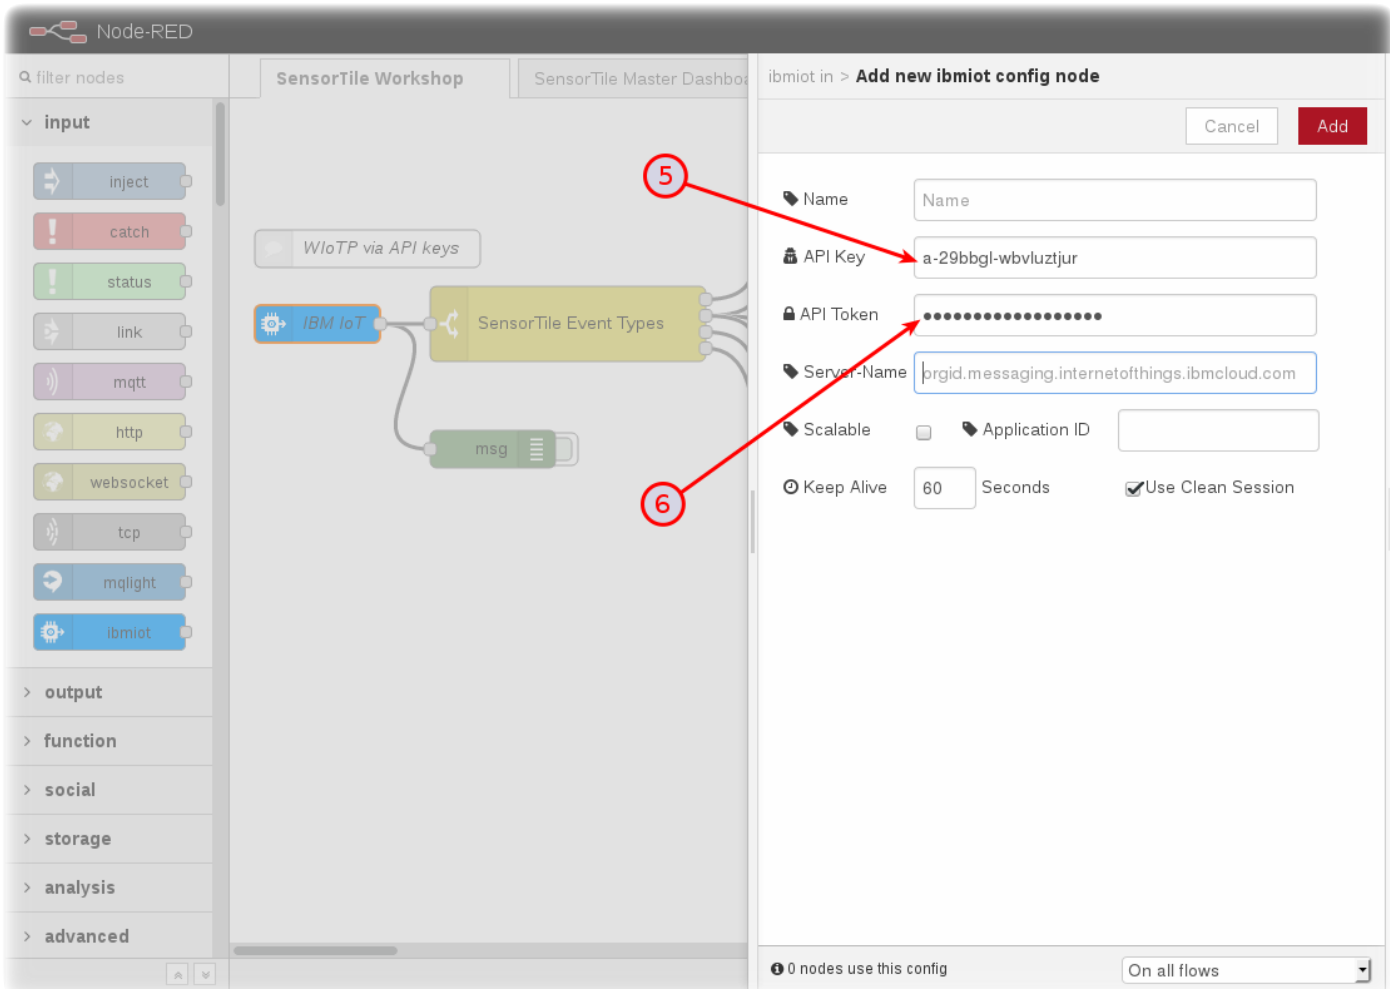 Node-RED
filter nodes
input
inject
catch
status
link
mqtt
http
websocket
tcp
mqlight
ibmiot
output
function
social
storage
analysis
advanced
SensorTile Workshop
SensorTile Master Dashboa
WIoTP via API keys
IBM IoT
SensorTile Event Types
msg
5
6
ibmiot in > Add new ibmiot config node
Cancel
Add
Name
Name
API Key
a-29bbgl-wbvluztjur
API Token
••••••••••••••••••
Server-Name
orgid.messaging.internetofthings.ibmcloud.com
Scalable
Application ID
Keep Alive
60
Seconds
Use Clean Session
0 nodes use this config
On all flows